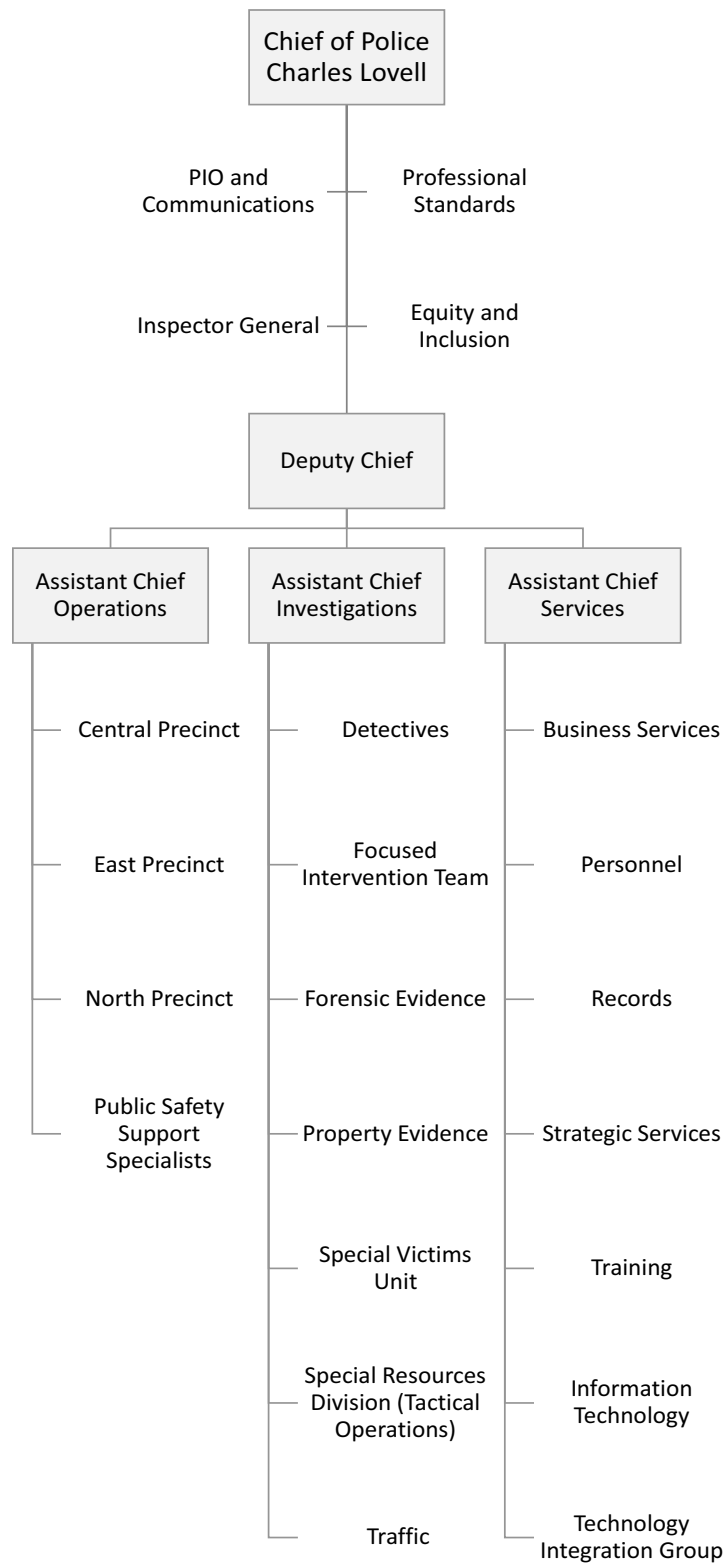 Chief of Police
Charles Lovell
PIO and
Communications
Professional
Standards
Inspector General
Equity and
Inclusion
Deputy Chief
Assistant Chief
Operations
Assistant Chief
Investigations
Assistant Chief
Services
Central Precinct
East Precinct
North Precinct
Public Safety
Support
Specialists
Detectives
Focused
Intervention Team
Forensic Evidence
Property Evidence
Special Victims
Unit
Special Resources
Division (Tactical
Operations)
Traffic
Business Services
Personnel
Records
Strategic Services
Training
Information
Technology
Technology
Integration Group